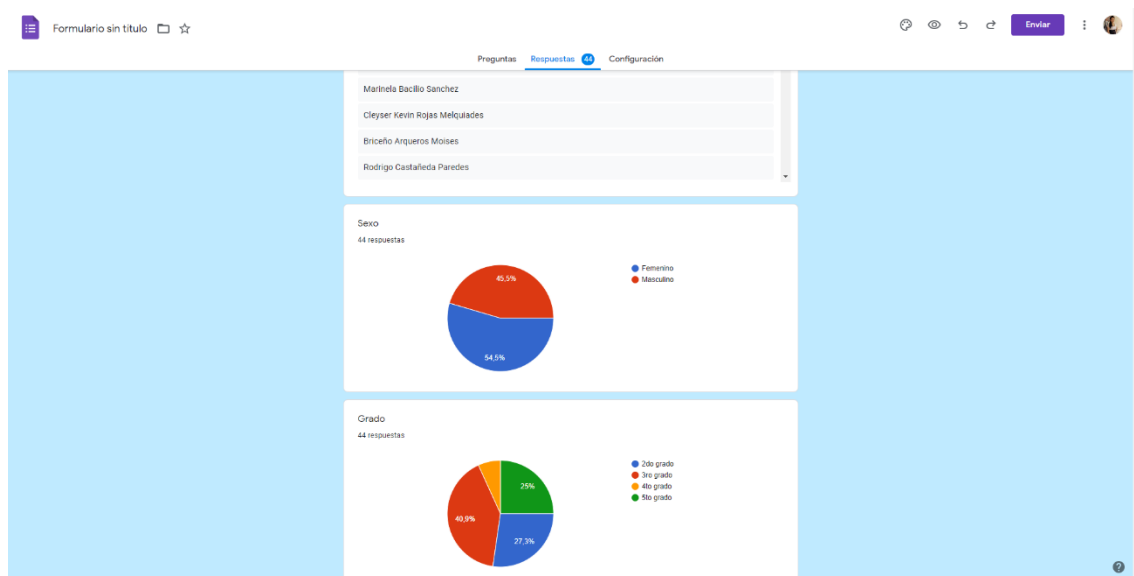 Formulario sin título
Enviar
Preguntas Respuestas 44 Configuración
Marinela Bacilio Sanchez
Cleyser Kevin Rojas Melquiades
Briceño Arqueros Moises
Rodrigo Castañeda Paredes
Sexo
44 respuestas
45,5%
54,5%
Femenino
Masculino
Grado
44 respuestas
25%
40,9%
27,3%
2do grado
3ro grado
4to grado
5to grado